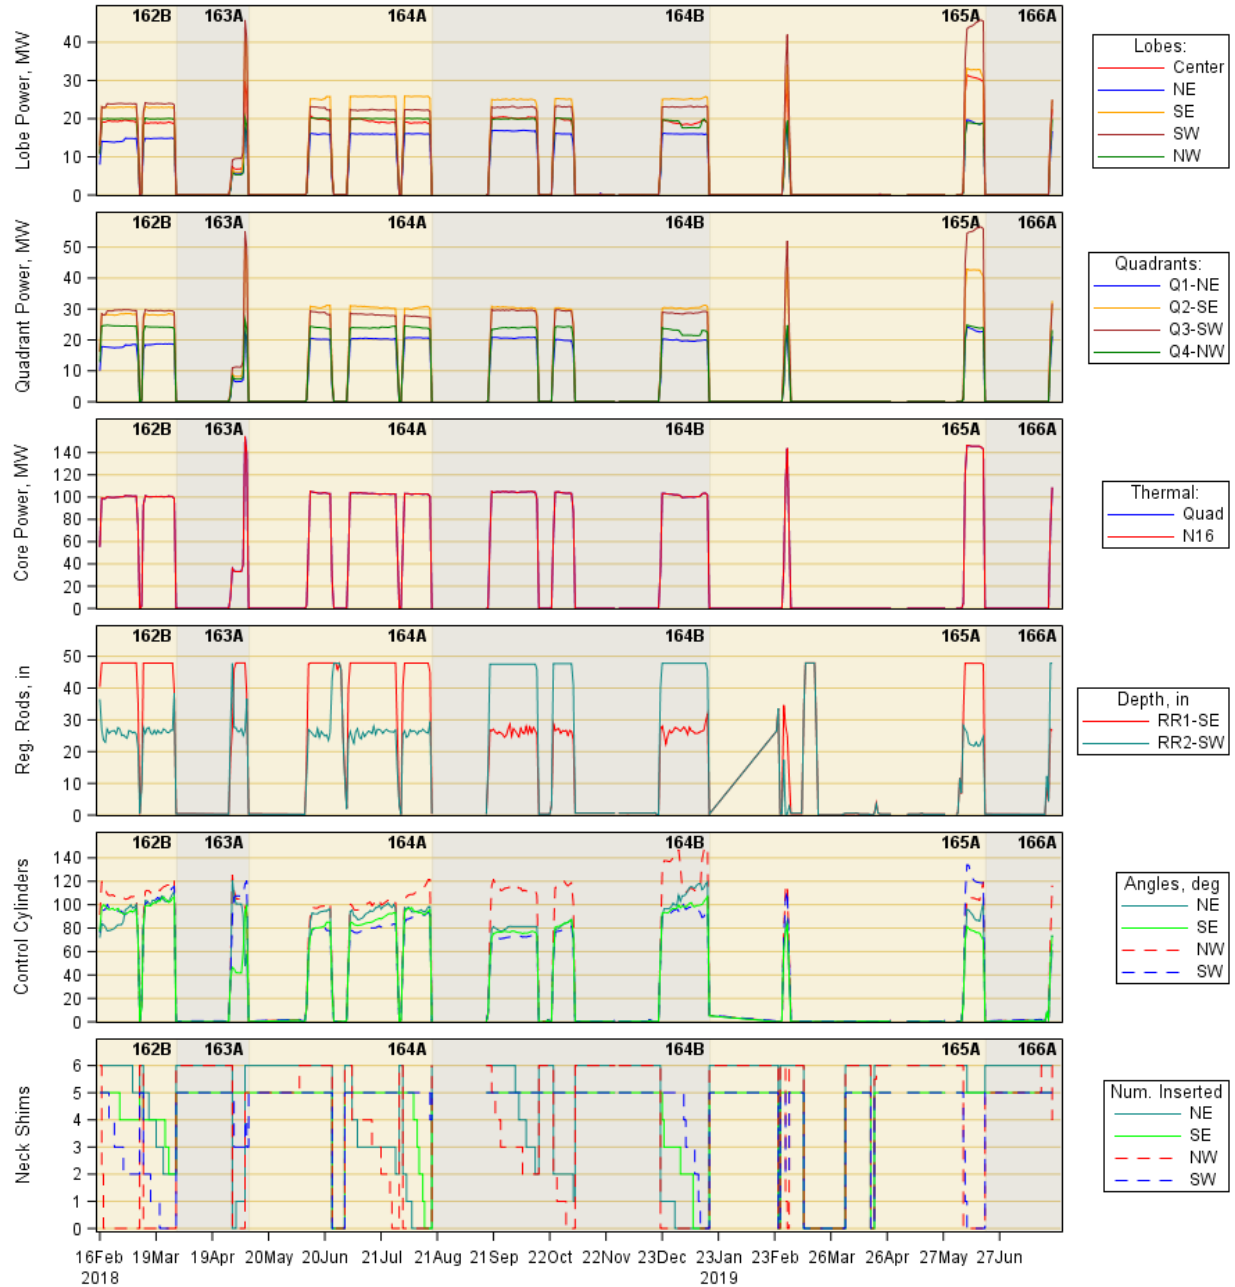 162B 163A 164A 164B 165A 166A
Lobe Power, MW
40
30
20
10
0
Lobes:
Center
NE
SE
SW
NW
162B 163A 164A 164B 165A 166A
Quadrant Power, MW
50
40
30
20
10
0
Quadrants:
Q1-NE
Q2-SE
Q3-SW
Q4-NW
162B 163A 164A 164B 165A 166A
Core Power, MW
140
120
100
80
60
40
20
0
Thermal:
Quad
N16
162B 163A 164A 164B 165A 166A
Reg. Rods, in
50
40
30
20
10
0
Depth, in
RR1-SE
RR2-SW
162B 163A 164A 164B 165A 166A
Control Cylinders
140
120
100
80
60
40
20
0
Angles, deg
NE
SE
NW
SW
162B 163A 164A 164B 165A 166A
Neck Shims
6
5
4
3
2
1
0
Num. Inserted
NE
SE
NW
SW
16Feb 19Mar 19Apr 20May 20Jun 21Jul 21Aug 21Sep 22Oct 22Nov 23Dec 23Jan 23Feb 26Mar 26Apr 27May 27Jun
2018 2019